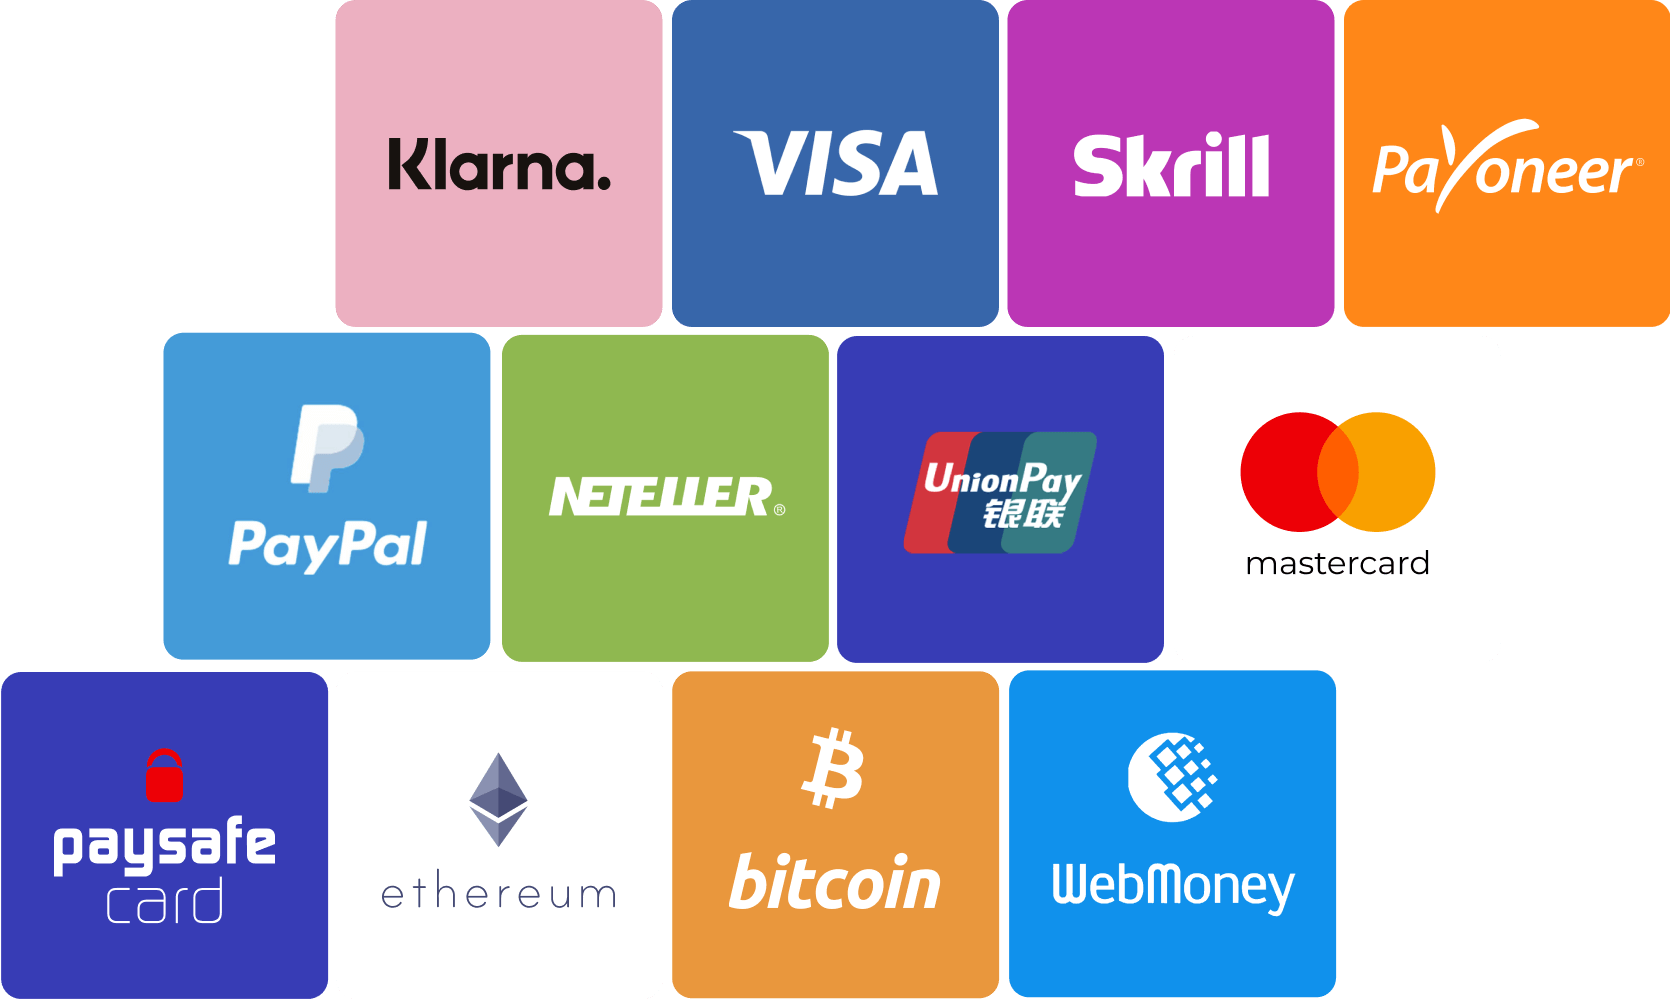 Klarna.
VISA
Skrill
Payoneer®
PayPal
NETELLER®
UnionPay
银联
mastercard
paysafe
card
ethereum
bitcoin
WebMoney